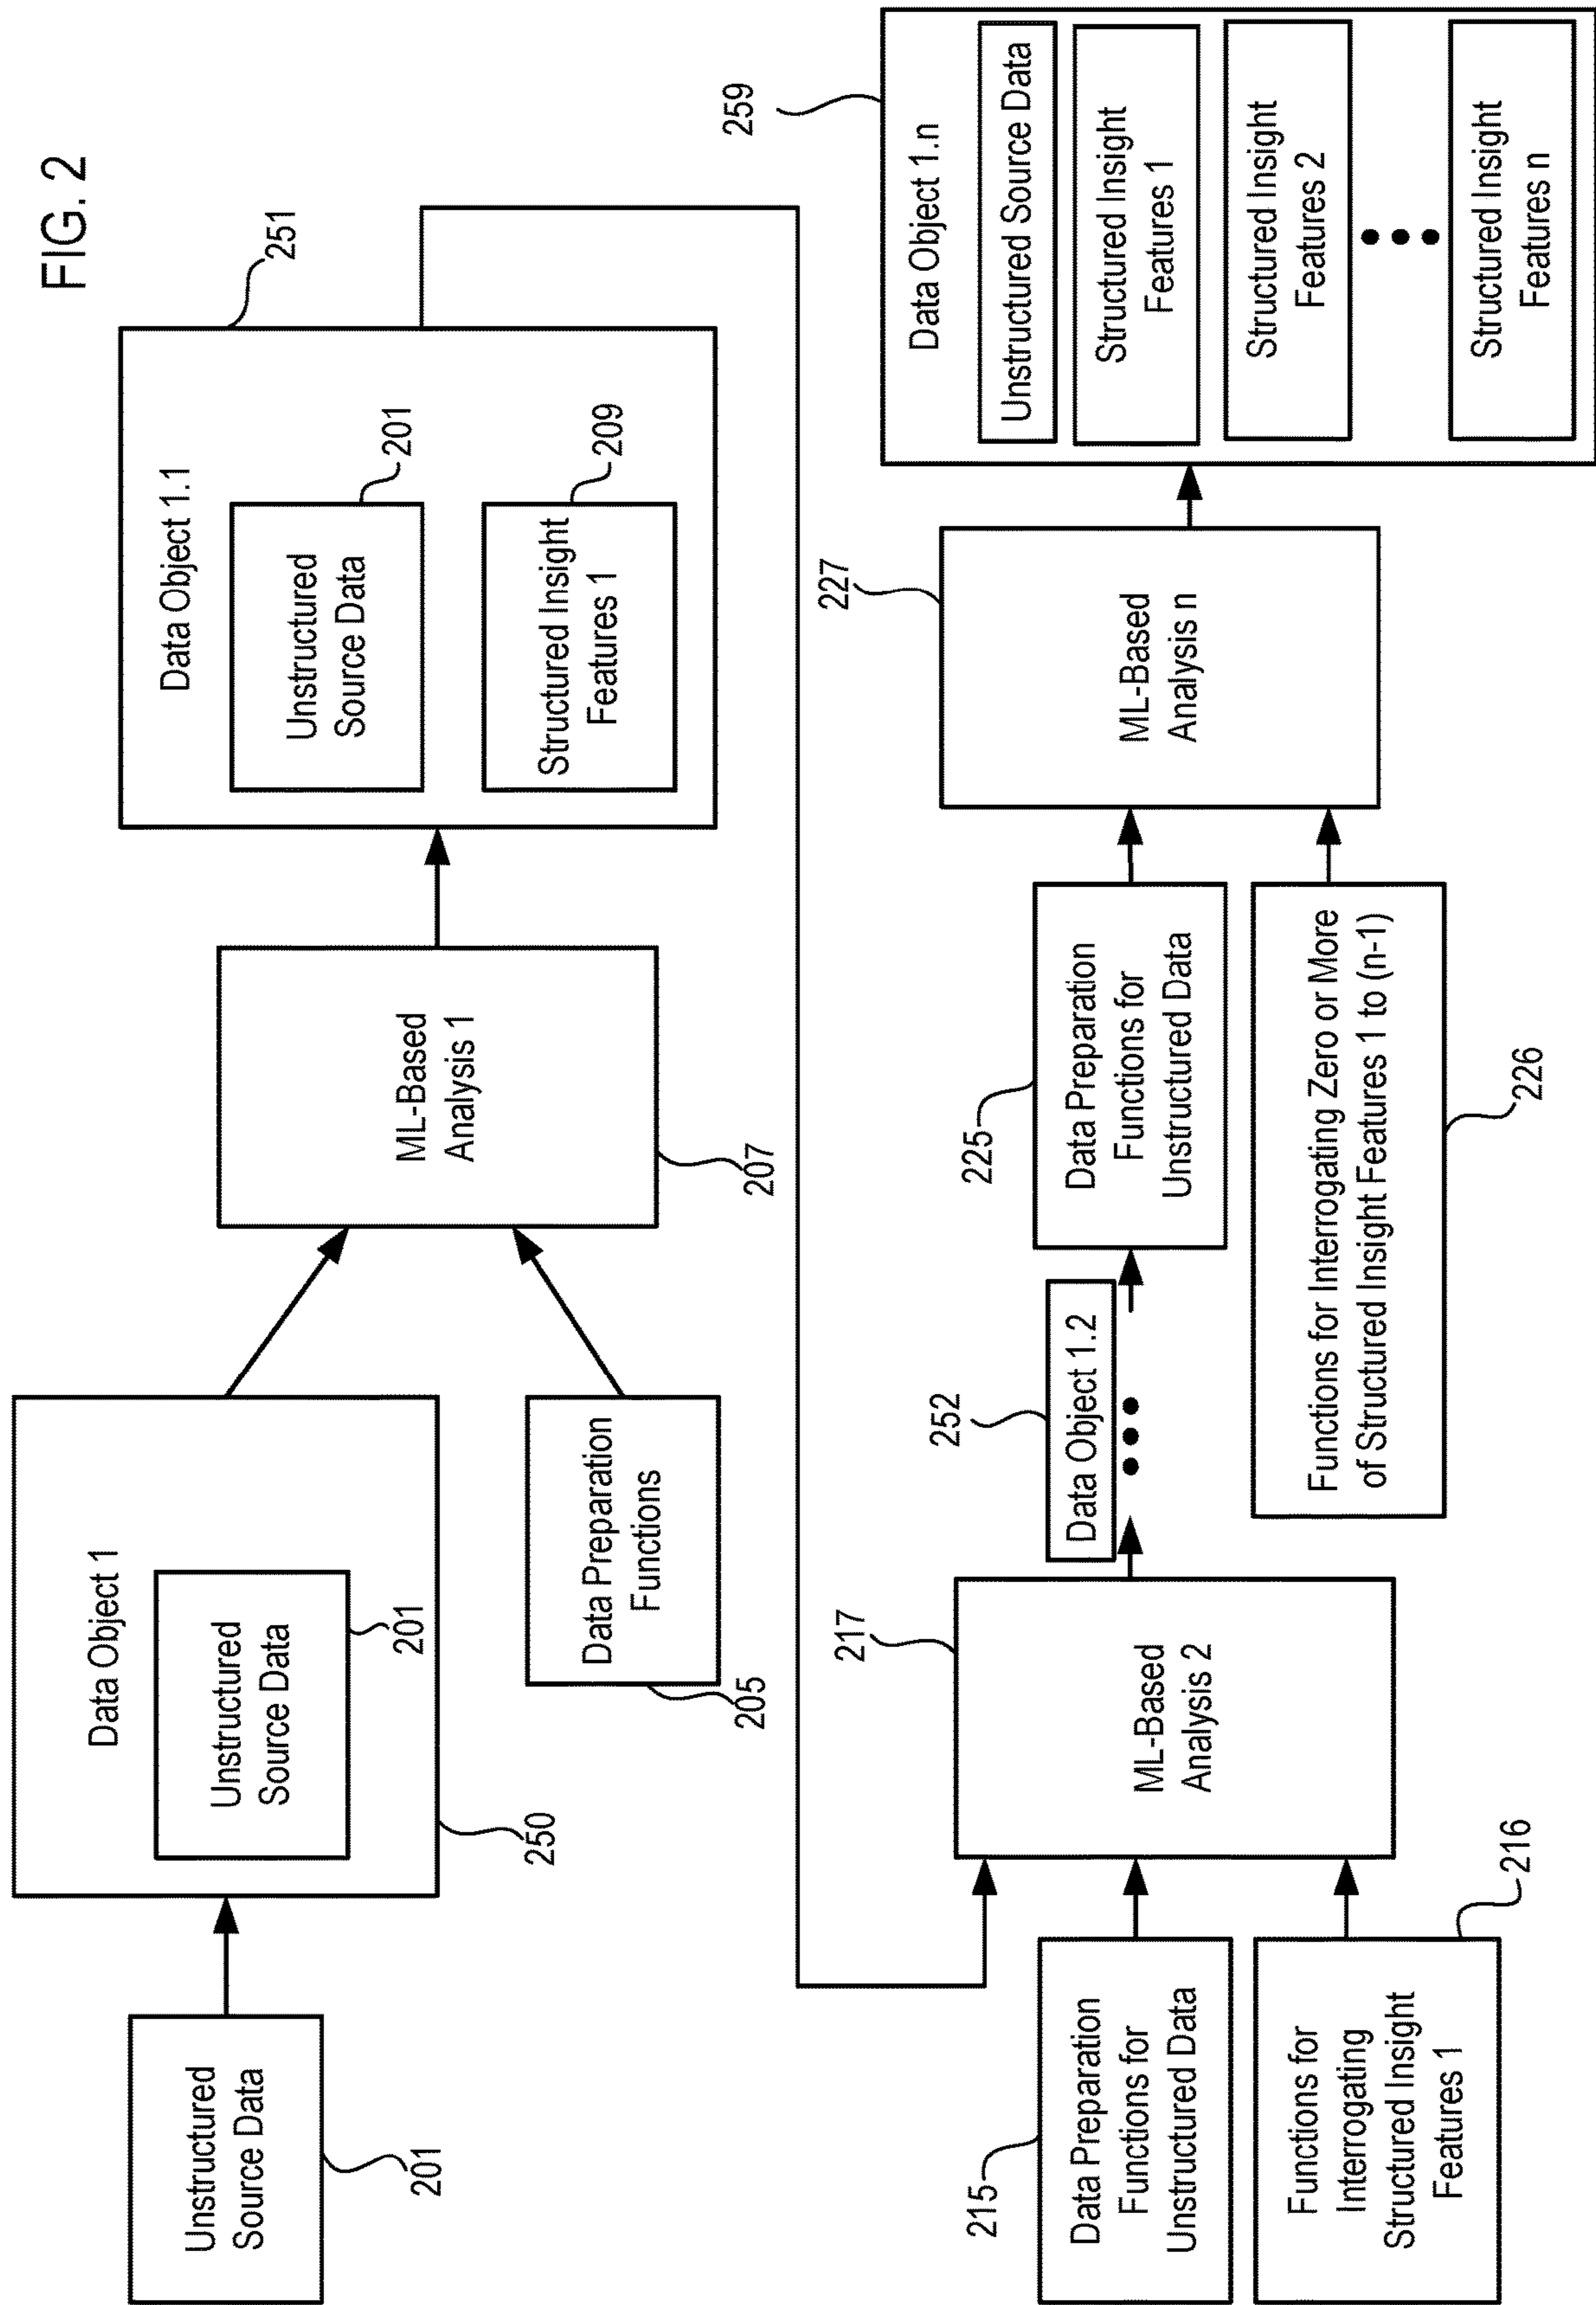 FIG. 2
Unstructured
Source Data
201
Data Object 1
Unstructured
Source Data
201
250
Data Preparation
Functions
205
ML-Based
Analysis 1
207
Data Object 1.1
251
Unstructured
Source Data
201
Structured Insight
Features 1
209
215
Data Preparation
Functions for
Unstructured Data
Functions for
Interrogating
Structured Insight
Features 1
216
217
ML-Based
Analysis 2
252
Data Object 1.2
225
Data Preparation
Functions for
Unstructured Data
Functions for Interrogating Zero or More
of Structured Insight Features 1 to (n-1)
226
227
ML-Based
Analysis n
259
Data Object 1.n
Unstructured Source Data
Structured Insight
Features 1
Structured Insight
Features 2
Structured Insight
Features n